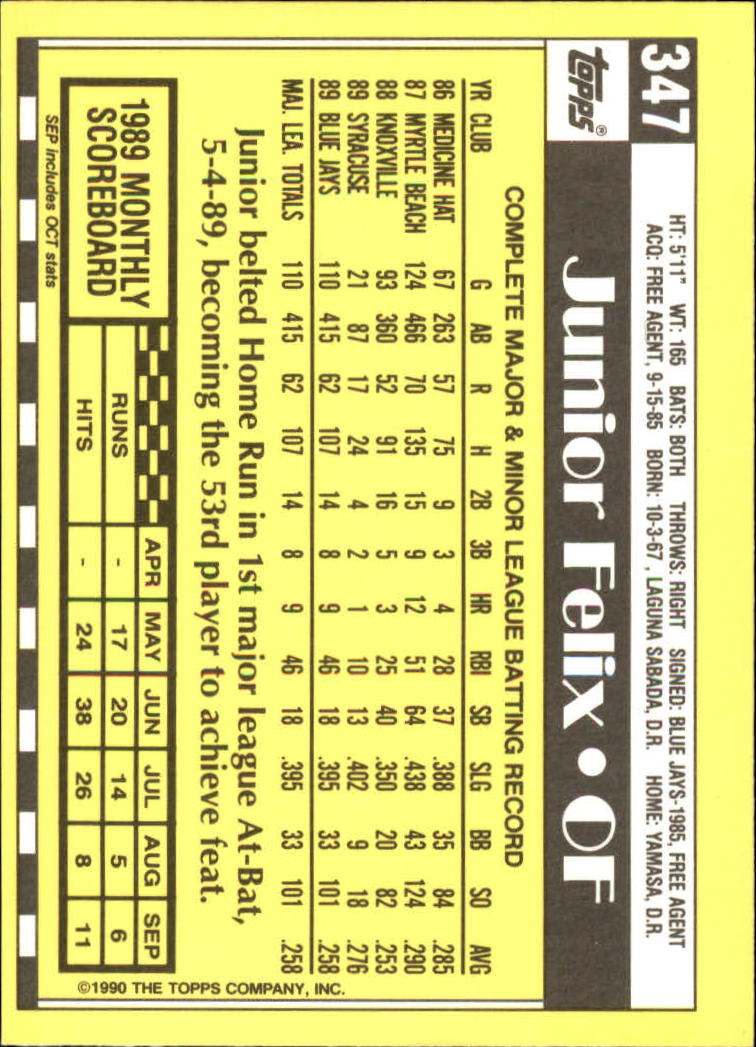 347
HT: 5'11" WT: 165 BATS: BOTH THROWS: RIGHT SIGNED: BLUE JAYS-1985, FREE AGENT
ACQ: FREE AGENT, 9-15-85 BORN: 10-3-67, LAGUNA SABADA, D.R. HOME: YAMASA, D.R.
TOPPS®
Junior Felix • OF
COMPLETE MAJOR & MINOR LEAGUE BATTING RECORD
YR CLUB G AB R H 2B 3B HR RBI SB SLG BB SO AVG
86 MEDICINE HAT 67 263 57 75 9 3 4 28 37 .388 35 84 .285
87 MYRTLE BEACH 124 466 70 135 15 9 12 51 64 .438 43 124 .290
88 KNOXVILLE 93 360 52 91 16 5 3 25 40 .350 20 82 .253
89 SYRACUSE 21 87 17 24 4 2 1 10 13 .402 9 18 .276
89 BLUE JAYS 110 415 62 107 14 8 9 46 18 .395 33 101 .258
MAJ. LEA. TOTALS 110 415 62 107 14 8 9 46 18 .395 33 101 .258
Junior belted Home Run in 1st major league At-Bat,
5-4-89, becoming the 53rd player to achieve feat.
1989 MONTHLY
SCOREBOARD
APR MAY JUN JUL AUG SEP
RUNS - 17 20 14 5 6
HITS - 24 38 26 8 11
SEP includes OCT stats
©1990 THE TOPPS COMPANY, INC.